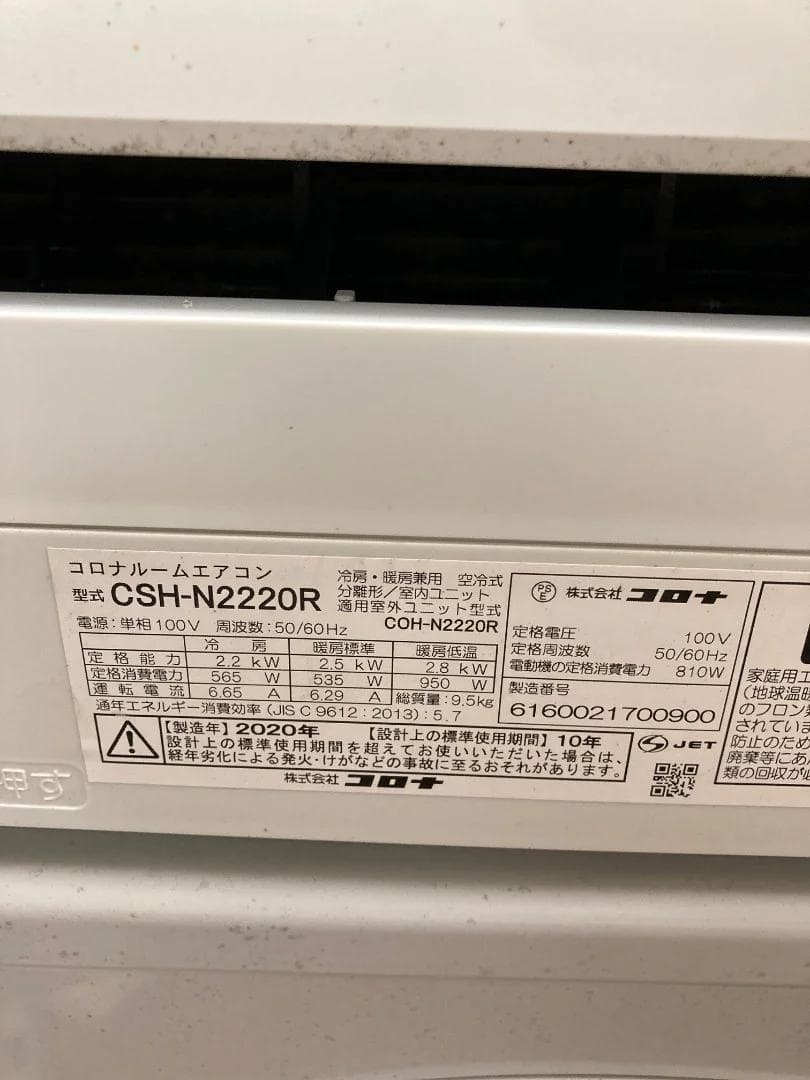 コロナルームエアコン
型式 CSH-N2220R
冷房・暖房兼用 空冷式
分離形/室内ユニット
適用室外ユニット型式
COH-N2220R
電源:単相100V 周波数:50/60Hz
冷 房 暖房標準 暖房低温
定格能力 2.2 kW 2.5 kW 2.8 kW
定格消費電力 565 W 535 W 950 W
運転電流 6.65 A 6.29 A 総質量:9.5kg
通年エネルギー消費効率(JIS C 9612:2013):5.7
PSE 株式会社 コロナ
定格電圧 100V
定格周波数 50/60Hz
電動機の定格消費電力 810W
製造番号
6160021700900
【製造年】2020年 【設計上の標準使用期間】10年
設計上の標準使用期間を超えてお使いいただいた場合は、
経年劣化による発火・けがなどの事故に至るおそれがあります。
株式会社 コロナ
JET
家庭用エ
(地球温暖
のフロン
されていま
防止のため
廃棄等にあ
類の回収が必
押す